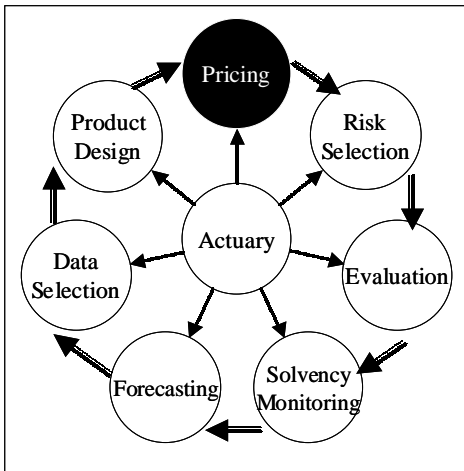 Pricing
Risk
Selection
Evaluation
Solvency
Monitoring
Forecasting
Data
Selection
Product
Design
Actuary